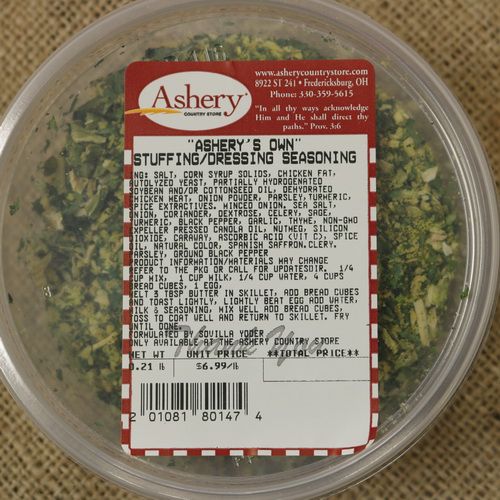 Ashery
COUNTRY STORE
www.asherycountrystore.com
8922 ST 241 • Fredericksburg, OH
Phone: 330-359-5615
"In all thy ways acknowledge
Him and He shall direct thy
paths." Prov. 3:6
"ASHERY'S OWN"
STUFFING/DRESSING SEASONING
ING: SALT, CORN SYRUP SOLIDS, CHICKEN FAT,
AUTOLYZED YEAST, PARTIALLY HYDROGENATED
SOYBEAN AND/OR COTTONSEED OIL, DEHYDRATED
CHICKEN MEAT, ONION POWDER, PARSLEY,TURMERIC,
SPICE EXTRACTIVES, MINCED ONION, SEA SALT,
ONION, CORIANDER, DEXTROSE, CELERY, SAGE,
TURMERIC, BLACK PEPPER, GARLIC, THYME, NON-GMO
EXPELLER PRESSED CANOLA OIL, NUTMEG, SILICON
DIOXIDE, CARAWAY, ASCORBIC ACID (VIT C), SPICE
OIL, NATURAL COLOR, SPANISH SAFFRON.CLERY.
PARSLEY, GROUND BLACK PEPPER
PRODUCT INFORMATION/MATERIALS MAY CHANGE
REFER TO THE PKG OR CALL FOR UPDATESDIR. 1/4
CUP MIX, 1 CUP MILK, 1/4 CUP WATER, 4 CUPS
BREAD CUBES, 1 EGG,
MELT 3 TBSP BUTTER IN SKILLET, ADD BREAD CUBES
AND TOAST LIGHTLY. LIGHTLY BEAT EGG ADD WATER,
MILK & SEASONING, MIX WELL ADD BREAD CUBES,
TOSS TO COAT WELL AND RETURN TO SKILLET. FRY
UNTIL DONE.
FORMULATED BY SOVILLA YODER
ONLY AVAILABLE AT THE ASHERY COUNTRY STORE
NET WT UNIT PRICE **TOTAL PRICE**
0.21 lb $6.99/lb
2 01081 80147 4